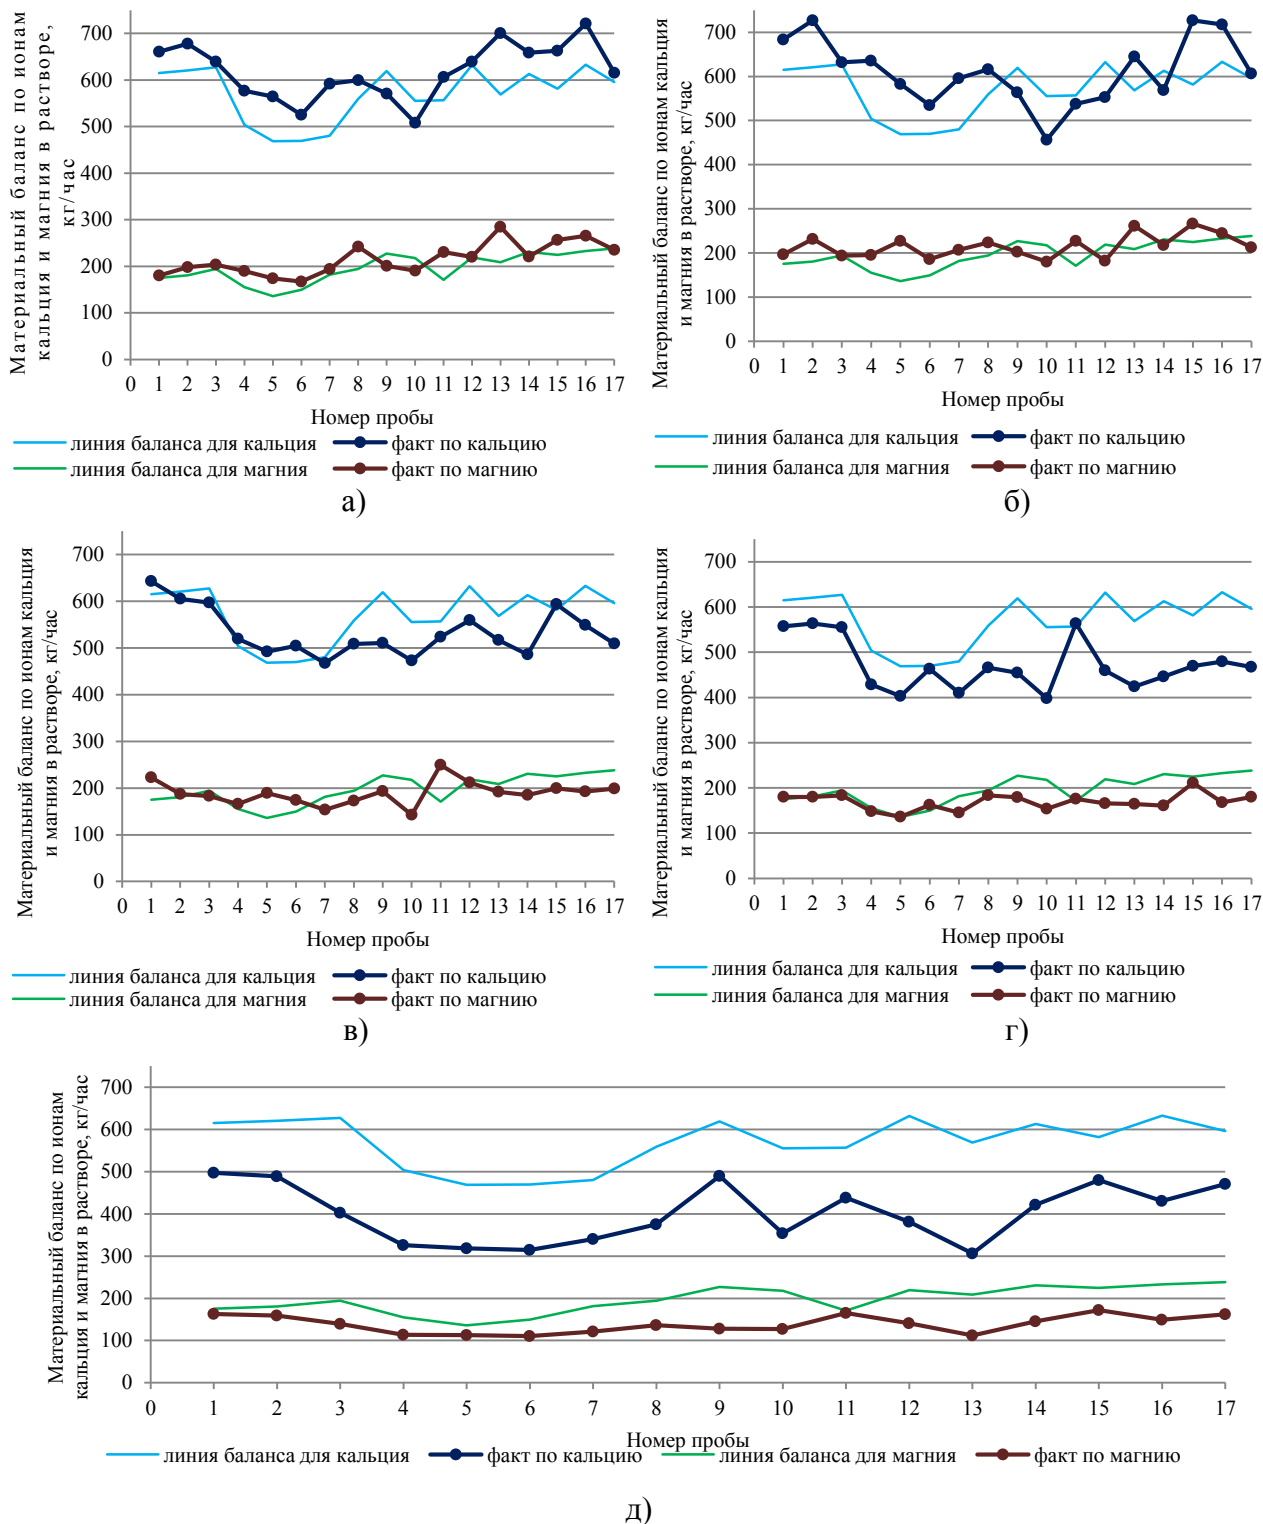 Материальный баланс по ионам
кальция и магния в растворе,
кг/час
700
600
500
400
300
200
100
0
0 1 2 3 4 5 6 7 8 9 10 11 12 13 14 15 16 17
Номер пробы
линия баланса для кальция факт по кальцию
линия баланса для магния факт по магнию
а)
Материальный баланс по ионам кальция
и магния в растворе, кг/час
700
600
500
400
300
200
100
0
0 1 2 3 4 5 6 7 8 9 10 11 12 13 14 15 16 17
Номер пробы
линия баланса для кальция факт по кальцию
линия баланса для магния факт по магнию
б)
Материальный баланс по ионам кальция
и магния в растворе, кг/час
700
600
500
400
300
200
100
0
0 1 2 3 4 5 6 7 8 9 10 11 12 13 14 15 16 17
Номер пробы
линия баланса для кальция факт по кальцию
линия баланса для магния факт по магнию
в)
Материальный баланс по ионам кальция
и магния в растворе, кг/час
700
600
500
400
300
200
100
0
0 1 2 3 4 5 6 7 8 9 10 11 12 13 14 15 16 17
Номер пробы
линия баланса для кальция факт по кальцию
линия баланса для магния факт по магнию
г)
Материальный баланс по ионам
кальция и магния в растворе, кг/час
700
600
500
400
300
200
100
0
0 1 2 3 4 5 6 7 8 9 10 11 12 13 14 15 16 17
Номер пробы
линия баланса для кальция факт по кальцию линия баланса для магния факт по магнию
д)